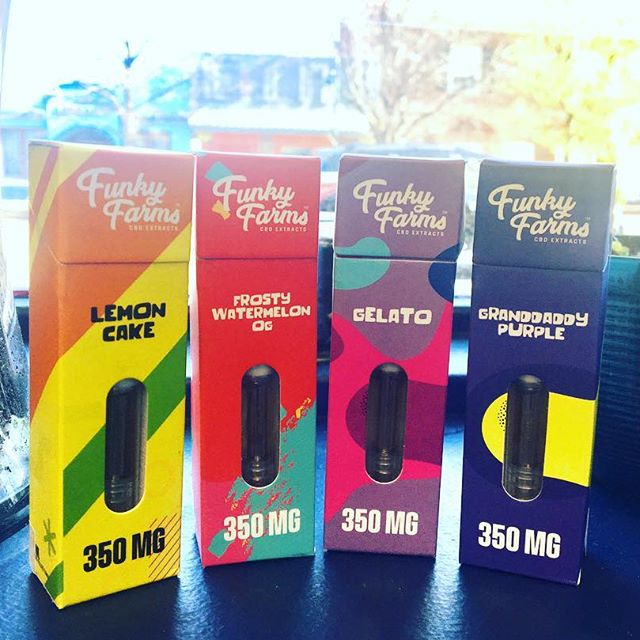 Funky
Farms
CBD EXTRACTS
LEMON
CAKE
350 MG
Funky
Farms
CBD EXTRACTS
FROSTY
WATERMELON
OG
350 MG
Funky
Farms
CBD EXTRACTS
GELATO
350 MG
Funky
Farms
CBD EXTRACTS
GRANDDADDY
PURPLE
350 MG